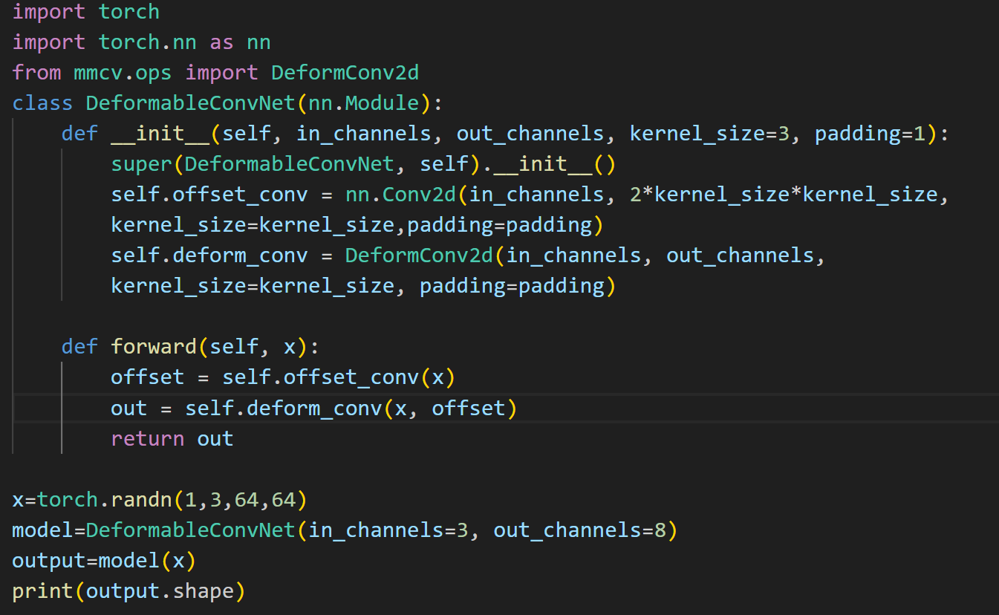 import torch
import torch.nn as nn
from mmcv.ops import DeformConv2d
class DeformableConvNet(nn.Module):
    def __init__(self, in_channels, out_channels, kernel_size=3, padding=1):
        super(DeformableConvNet, self).__init__()
        self.offset_conv = nn.Conv2d(in_channels, 2*kernel_size*kernel_size,
        kernel_size=kernel_size,padding=padding)
        self.deform_conv = DeformConv2d(in_channels, out_channels,
        kernel_size=kernel_size, padding=padding)
    def forward(self, x):
        offset = self.offset_conv(x)
        out = self.deform_conv(x, offset)
        return out
x=torch.randn(1,3,64,64)
model=DeformableConvNet(in_channels=3, out_channels=8)
output=model(x)
print(output.shape)